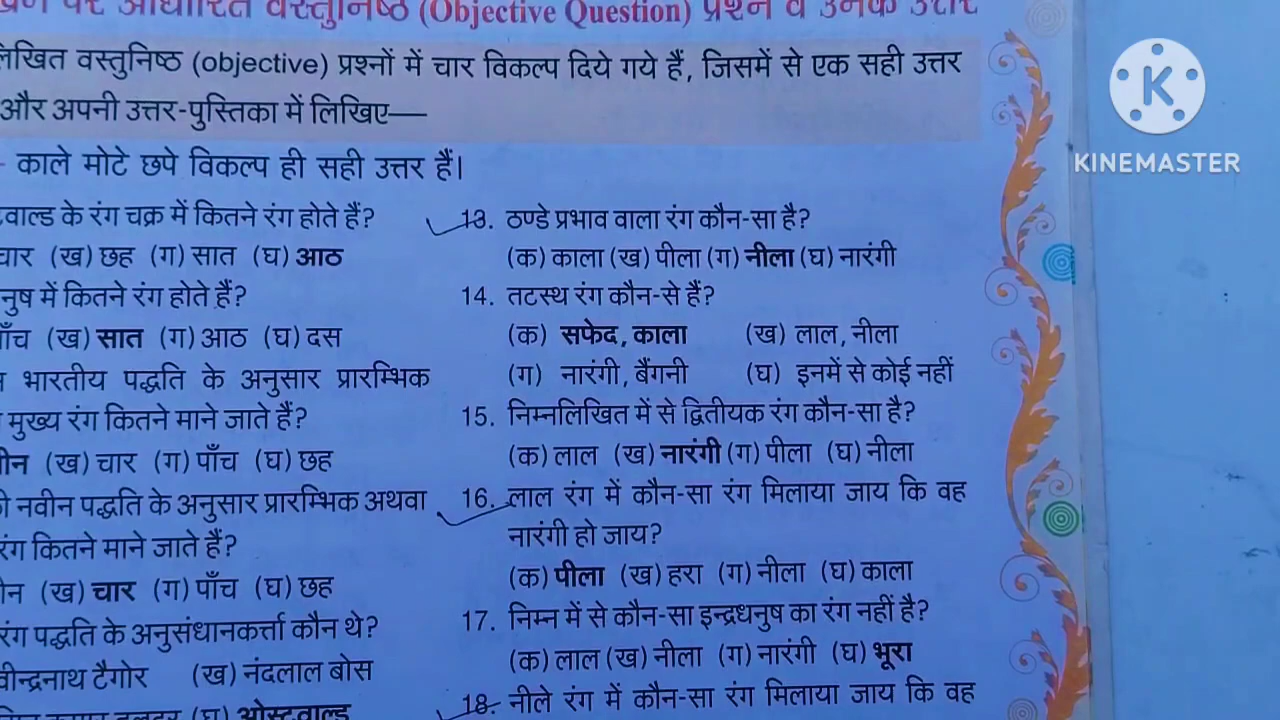 पर आधारित वस्तुनिष्ठ (Objective Question) प्रश्न व उनके उत्तर
लिखित वस्तुनिष्ठ (objective) प्रश्नों में चार विकल्प दिये गये हैं, जिसमें से एक सही उत्तर
और अपनी उत्तर-पुस्तिका में लिखिए—
- काले मोटे छपे विकल्प ही सही उत्तर हैं।
के रंग चक्र में कितने रंग होते हैं?
चार (ख) छह (ग) सात (घ) आठ
में कितने रंग होते हैं?
(ख) सात (ग) आठ (घ) दस
भारतीय पद्धति के अनुसार प्रारम्भिक
मुख्य रंग कितने माने जाते हैं?
(ख) चार (ग) पाँच (घ) छह
नवीन पद्धति के अनुसार प्रारम्भिक अथवा
रंग कितने माने जाते हैं?
(ख) चार (ग) पाँच (घ) छह
रंग पद्धति के अनुसंधानकर्त्ता कौन थे?
टैगोर (ख) नंदलाल बोस
(घ) ओस्टवाल्ड
13. ठण्डे प्रभाव वाला रंग कौन-सा है?
(क) काला (ख) पीला (ग) नीला (घ) नारंगी
14. तटस्थ रंग कौन-से हैं?
(क) सफेद, काला (ख) लाल, नीला
(ग) नारंगी, बैंगनी (घ) इनमें से कोई नहीं
15. निम्नलिखित में से द्वितीयक रंग कौन-सा है?
(क) लाल (ख) नारंगी (ग) पीला (घ) नीला
16. लाल रंग में कौन-सा रंग मिलाया जाय कि वह
नारंगी हो जाय?
(क) पीला (ख) हरा (ग) नीला (घ) काला
17. निम्न में से कौन-सा इन्द्रधनुष का रंग नहीं है?
(क) लाल (ख) नीला (ग) नारंगी (घ) भूरा
18. नीले रंग में कौन-सा रंग मिलाया जाय कि वह
K
KINEMASTER